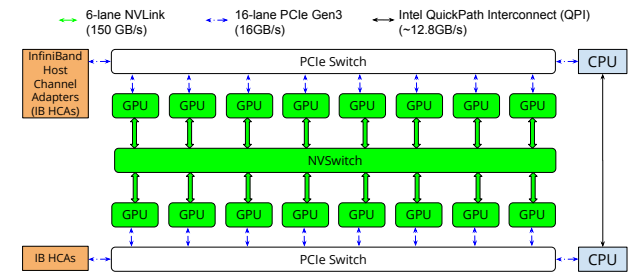 6-lane NVLink
(150 GB/s)
16-lane PCIe Gen3
(16GB/s)
Intel QuickPath Interconnect (QPI)
(~12.8GB/s)
InfiniBand
Host
Channel
Adapters
(IB HCAs)
PCIe Switch
CPU
GPU GPU GPU GPU GPU GPU GPU GPU
NVSwitch
GPU GPU GPU GPU GPU GPU GPU GPU
IB HCAs
PCIe Switch
CPU